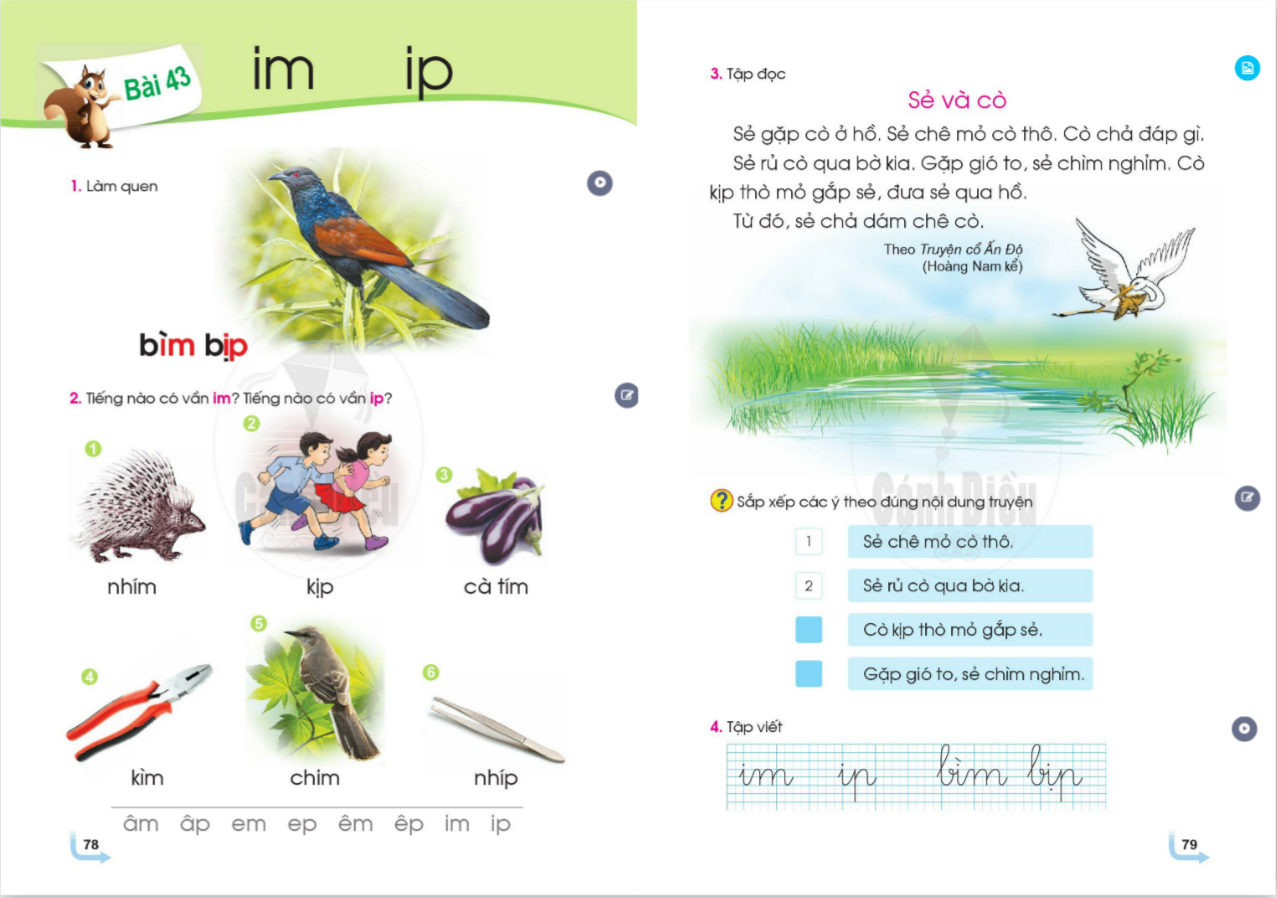 Bài 43
im ip
1. Làm quen
bìm bịp
2. Tiếng nào có vần im? Tiếng nào có vần ip?
1
2
3
nhím
kịp
cà tím
4
5
6
kìm
chim
nhíp
âm âp em ep êm êp im ip
78
3. Tập đọc
Sẻ và cò
Sẻ gặp cò ở hồ. Sẻ chê mỏ cò thô. Cò chả đáp gì.
Sẻ rủ cò qua bờ kia. Gặp gió to, sẻ chìm nghỉm. Cò
kịp thò mỏ gắp sẻ, đưa sẻ qua hồ.
Từ đó, sẻ chả dám chê cò.
Theo Truyện cổ Ấn Độ
(Hoàng Nam kể)
? Sắp xếp các ý theo đúng nội dung truyện
1 Sẻ chê mỏ cò thô.
2 Sẻ rủ cò qua bờ kia.
Cò kịp thò mỏ gắp sẻ.
Gặp gió to, sẻ chìm nghỉm.
4. Tập viết
im ip bìm bịp
79
Cánh Diều
Cánh Diều